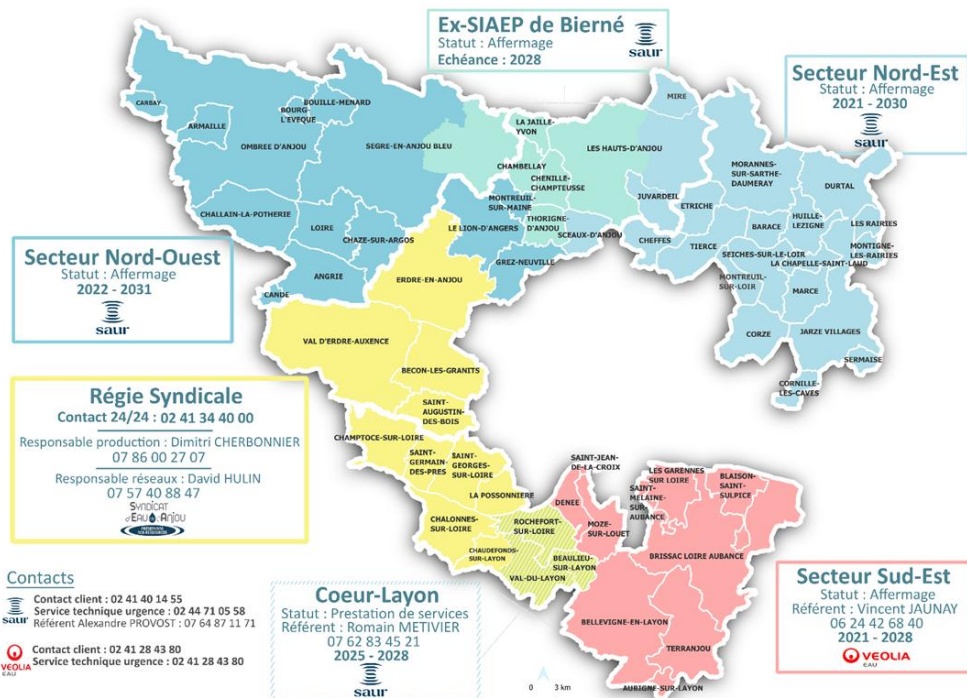 Ex-SIAEP de Bierné
Statut : Affermage
Echéance : 2028
saur
Secteur Nord-Est
Statut : Affermage
2021 - 2030
saur
Secteur Nord-Ouest
Statut : Affermage
2022 - 2031
saur
Régie Syndicale
Contact 24/24 : 02 41 34 40 00
Responsable production : Dimitri CHERBONNIER
07 86 00 27 07
Responsable réseaux : David HULIN
07 57 40 88 47
SYNDICAT
d'EAU ANJOU
Contacts
saur
Contact client : 02 41 40 14 55
Service technique urgence : 02 44 71 05 58
Référent Alexandre PROVOST : 07 64 87 11 71
VEOLIA
EAU
Contact client : 02 41 28 43 80
Service technique urgence : 02 41 28 43 80
Coeur-Layon
Statut : Prestation de services
Référent : Romain METIVIER
07 62 83 45 21
2025 - 2028
saur
Secteur Sud-Est
Statut : Affermage
Référent : Vincent JAUNAY
06 24 42 68 40
2021 - 2028
VEOLIA
EAU
0 3 km
CARBAY
ARMAILLE
BOURG-
L'EVEQUE
BOUILLE-MENARD
OMBREE D'ANJOU
SEGRE-EN-ANJOU BLEU
CHALLAIN-LA-POTHERIE
LOIRE
CHAZE-SUR-ARGOS
ANGRIE
CANDE
LE LION-D'ANGERS
MONTREUIL-
SUR-MAINE
GREZ-NEUVILLE
LA JAILLE-
YVON
CHAMBELLAY
CHENILLE-
CHAMPTEUSSE
THORIGNE-
D'ANJOU
LES HAUTS-D'ANJOU
SCEAUX-D'ANJOU
MIRE
JUVARDEIL
CHEFFES
ETRICHE
TIERCE
MORANNES-
SUR-SARTHE-
DAUMERAY
DURTAL
BARACE
HUILLE-
LEZIGNE
LES RAIRIES
MONTIGNE-
LES-RAIRIES
SEICHES-SUR-LE-LOIR
LA CHAPELLE-SAINT-LAUD
MONTREUIL-
SUR-LOIR
MARCE
CORZE
JARZE VILLAGES
SERMAISE
CORNILLE-
LES-CAVES
ERDRE-EN-ANJOU
VAL D'ERDRE-AUXENCE
BECON-LES-GRANITS
SAINT-
AUGUSTIN-
DES-BOIS
CHAMPTOCE-SUR-LOIRE
SAINT-
GERMAIN-
DES-PRES
SAINT-
GEORGES-
SUR-LOIRE
LA POSSONNIERE
CHALONNES-
SUR-LOIRE
CHAUDEFONDS-
SUR-LAYON
ROCHEFORT-
SUR-LOIRE
BEAULIEU-
SUR-LAYON
VAL-DU-LAYON
DENEE
SAINT-JEAN-
DE-LA-CROIX
MOZE-
SUR-LOUET
SAINT-
MELAINE-
SUR-
AUBANCE
LES GARENNES
SUR LOIRE
BLAISON-
SAINT-
SULPICE
BRISSAC LOIRE AUBANCE
BELLEVIGNE-EN-LAYON
TERRANJOU
AUBIGNE-SUR-LAYON